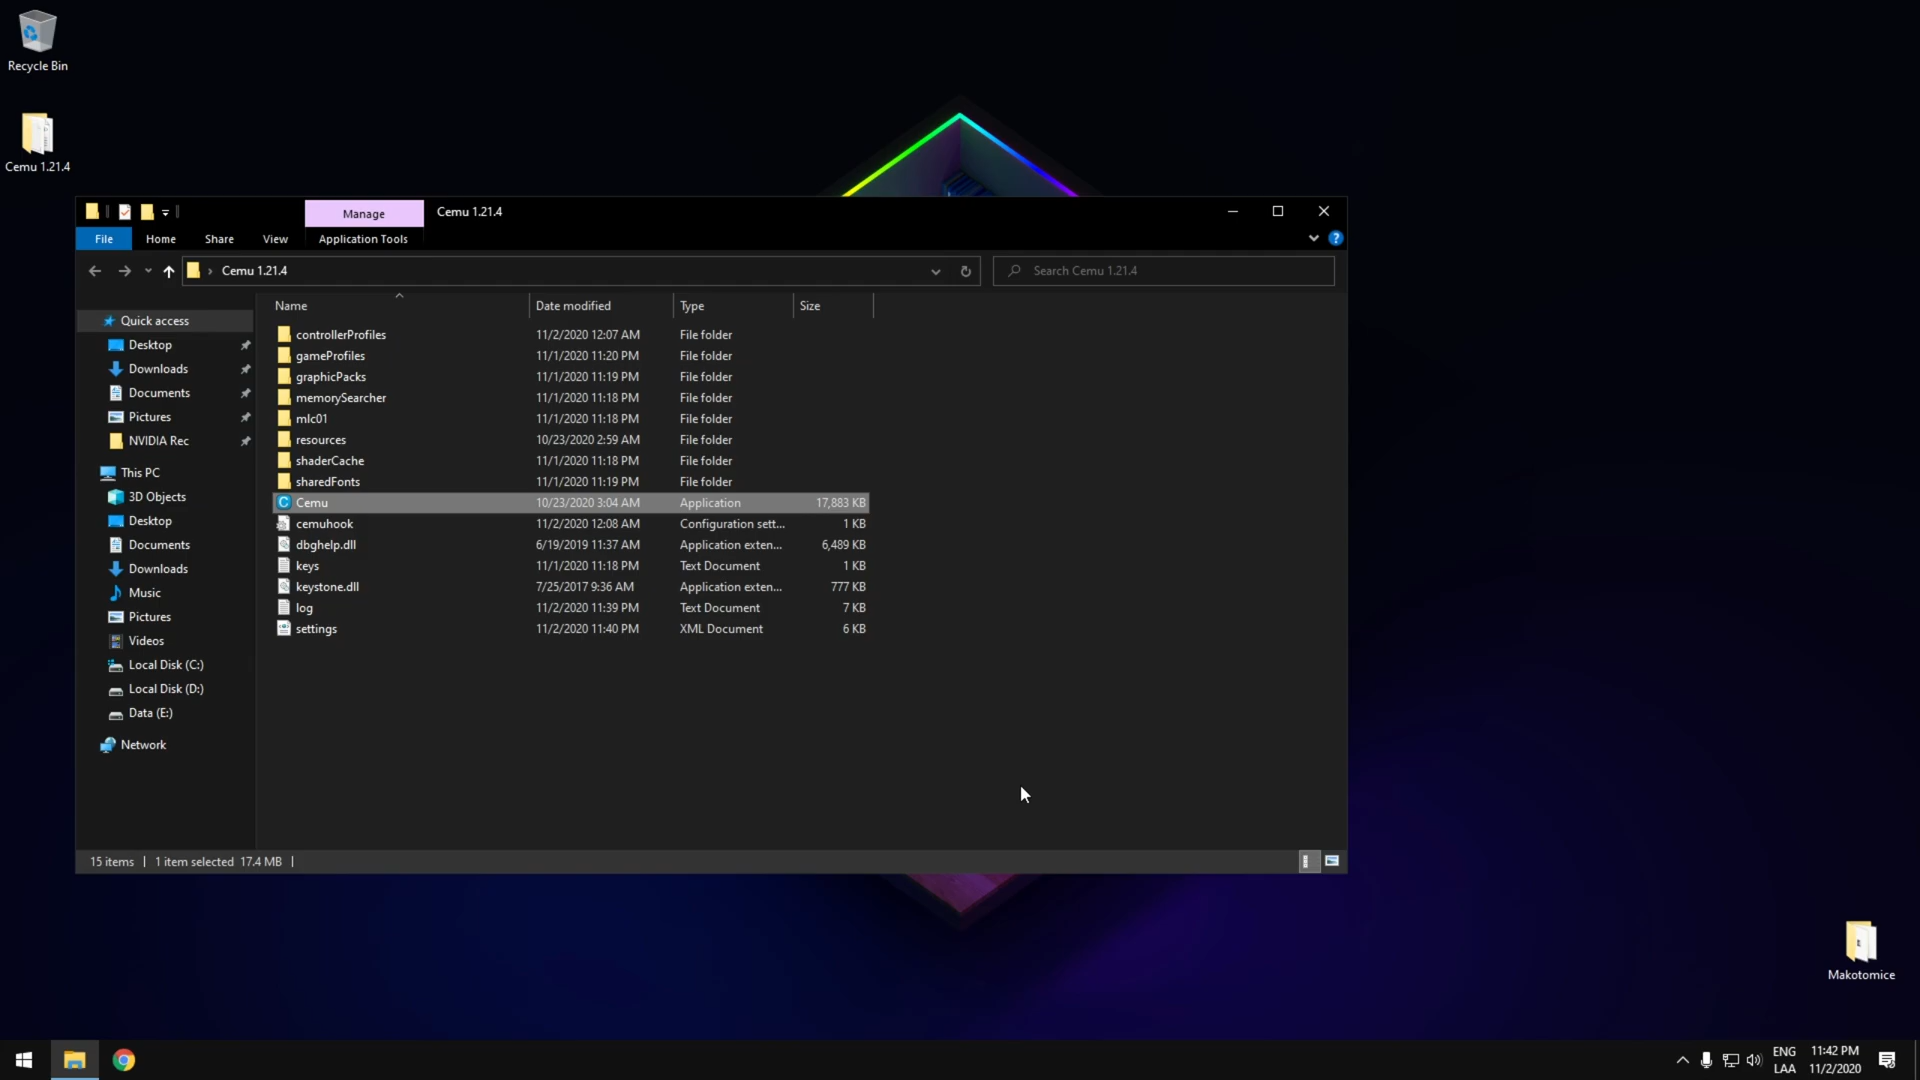 Recycle Bin
Cemu 1.21.4
Manage
Cemu 1.21.4
File
Home
Share
View
Application Tools
Cemu 1.21.4
Search Cemu 1.21.4
Name
Date modified
Type
Size
Quick access
Desktop
Downloads
Documents
Pictures
NVIDIA Rec
This PC
3D Objects
Desktop
Documents
Downloads
Music
Pictures
Videos
Local Disk (C:)
Local Disk (D:)
Data (E:)
Network
controllerProfiles 11/2/2020 12:07 AM File folder
gameProfiles 11/1/2020 11:20 PM File folder
graphicPacks 11/1/2020 11:19 PM File folder
memorySearcher 11/1/2020 11:18 PM File folder
mlc01 11/1/2020 11:18 PM File folder
resources 10/23/2020 2:59 AM File folder
shaderCache 11/1/2020 11:18 PM File folder
sharedFonts 11/1/2020 11:19 PM File folder
Cemu 10/23/2020 3:04 AM Application 17,883 KB
cemuhook 11/2/2020 12:08 AM Configuration sett... 1 KB
dbghelp.dll 6/19/2019 11:37 AM Application exten... 6,489 KB
keys 11/1/2020 11:18 PM Text Document 1 KB
keystone.dll 7/25/2017 9:36 AM Application exten... 777 KB
log 11/2/2020 11:39 PM Text Document 7 KB
settings 11/2/2020 11:40 PM XML Document 6 KB
15 items 1 item selected 17.4 MB
Makotomice
ENG
LAA
11:42 PM
11/2/2020